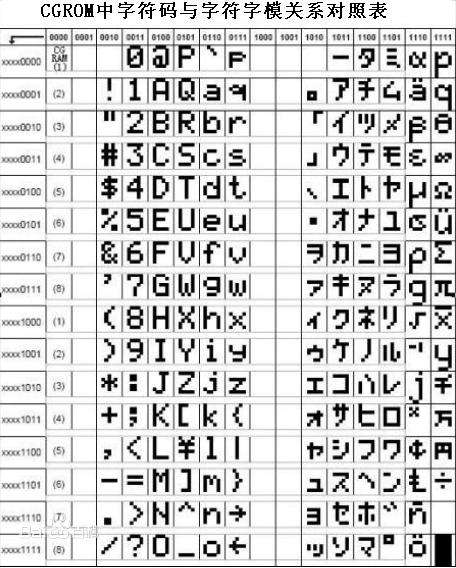 CGROM中字符码与字符字模关系对照表
0000 0001 0010 0011 0100 0101 0110 0111 1000 1001 1010 1011 1100 1101 1110 1111
xxxx0000 CG RAM (1) 0 @ P ` p ー タ ミ α p
xxxx0001 (2) ! 1 A Q a q 。 ア チ ム ä q
xxxx0010 (3) " 2 B R b r 「 イ ツ メ β θ
xxxx0011 (4) # 3 C S c s 」 ウ テ モ ε ∞
xxxx0100 (5) $ 4 D T d t 、 エ ト ヤ μ Ω
xxxx0101 (6) % 5 E U e u ・ オ ナ ユ σ ü
xxxx0110 (7) & 6 F V f v ヲ カ ニ ヨ ρ Σ
xxxx0111 (8) ' 7 G W g w ァ キ ヌ ラ g π
xxxx1000 (1) ( 8 H X h x ィ ク ネ リ √ x̄
xxxx1001 (2) ) 9 I Y i y ゥ ケ ノ ル ⁻¹ y
xxxx1010 (3) * : J Z j z ェ コ ハ レ j 千
xxxx1011 (4) + ; K [ k { ォ サ ヒ ロ ˣ 万
xxxx1100 (5) , < L ¥ l | ャ シ フ ワ ¢ 円
xxxx1101 (6) - = M ] m } ュ ス ヘ ン ŧ ÷
xxxx1110 (7) . > N ^ n → ョ セ ホ ゛ ñ
xxxx1111 (8) / ? O _ o ← ッ ソ マ ゜ ö █
Baidu百科